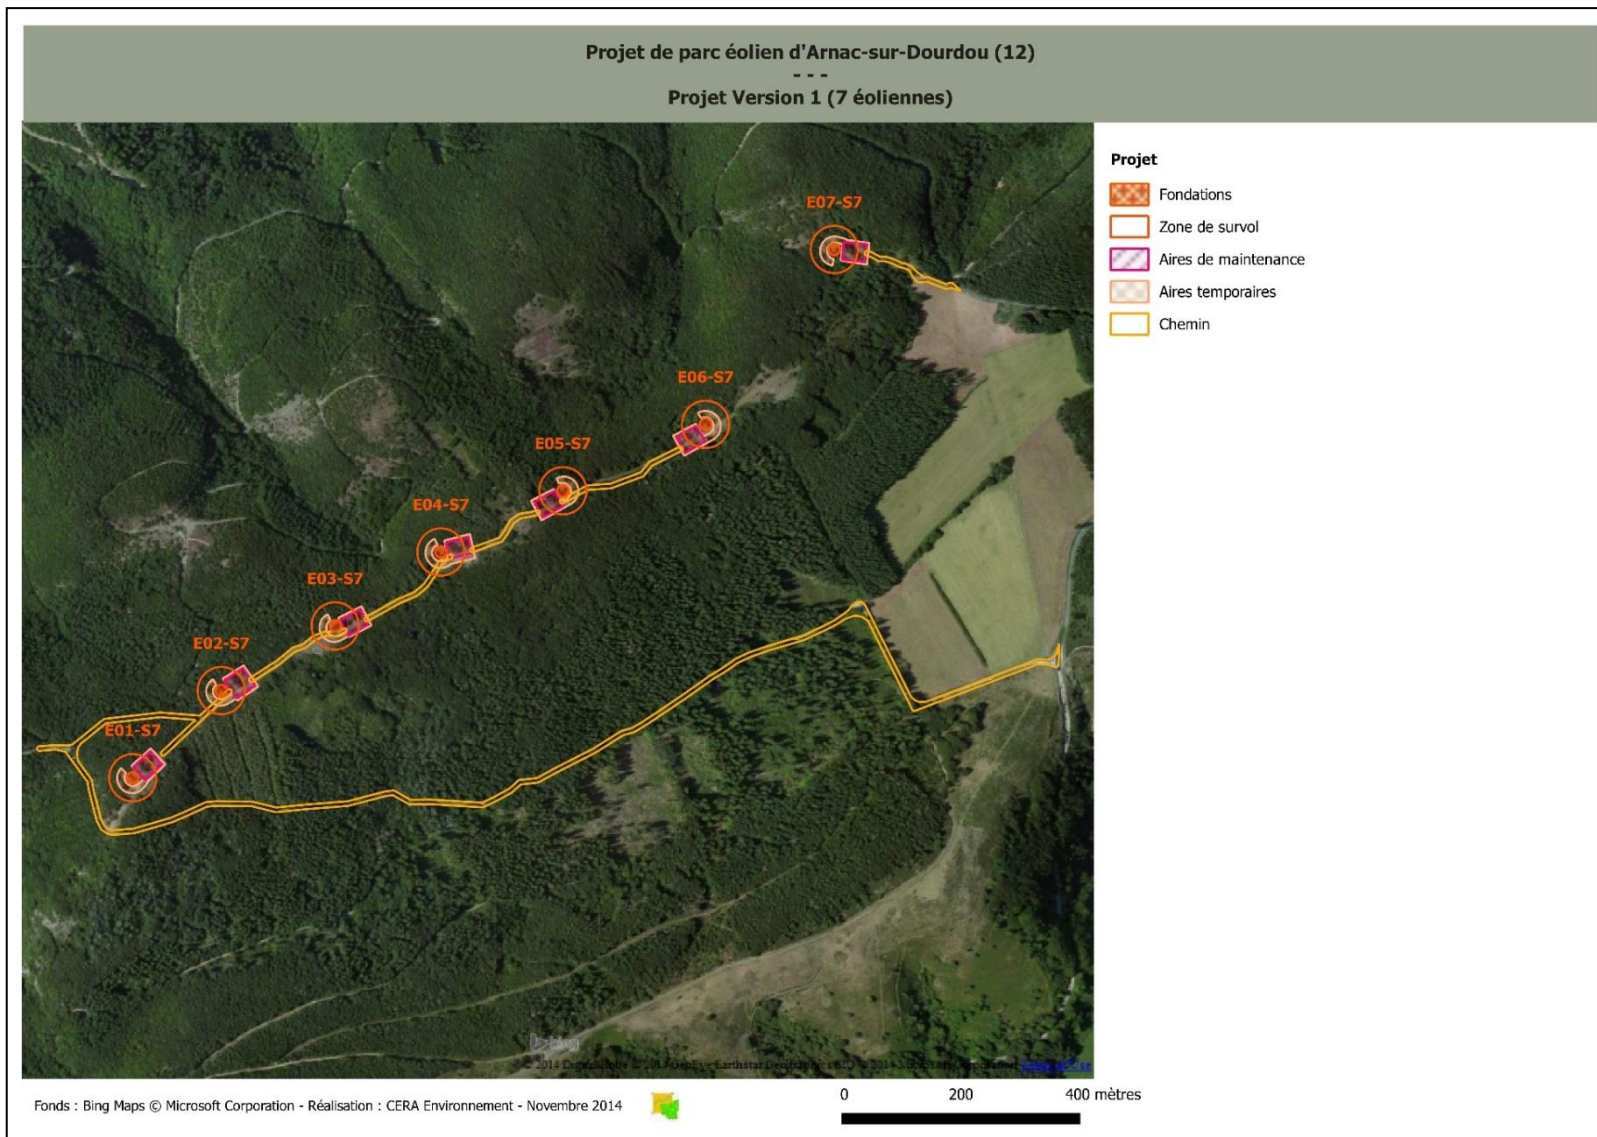 Projet de parc éolien d'Arnac-sur-Dourdou (12)
- - -
Projet Version 1 (7 éoliennes)
Projet
Fondations
Zone de survol
Aires de maintenance
Aires temporaires
Chemin
E07-S7
E06-S7
E05-S7
E04-S7
E03-S7
E02-S7
E01-S7
bing
Fonds : Bing Maps © Microsoft Corporation - Réalisation : CERA Environnement - Novembre 2014
0 200 400 mètres